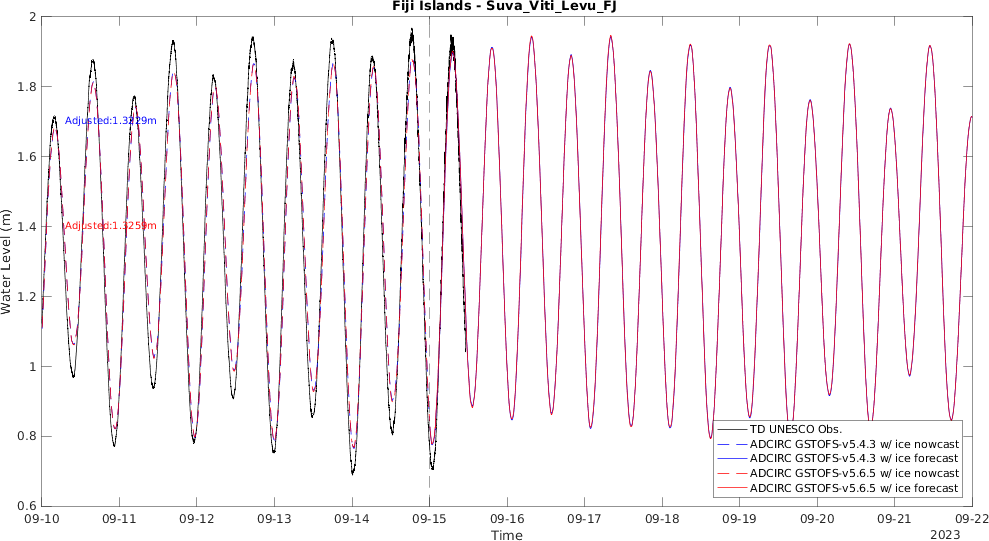 Fiji Islands - Suva_Viti_Levu_FJ
2
1.8
1.6
1.4
1.2
1
0.8
0.6
Water Level (m)
Adjusted:1.3229m
Adjusted:1.3259m
TD UNESCO Obs.
ADCIRC GSTOFS-v5.4.3 w/ ice nowcast
ADCIRC GSTOFS-v5.4.3 w/ ice forecast
ADCIRC GSTOFS-v5.6.5 w/ ice nowcast
ADCIRC GSTOFS-v5.6.5 w/ ice forecast
09-10 09-11 09-12 09-13 09-14 09-15 09-16 09-17 09-18 09-19 09-20 09-21 09-22
Time
2023